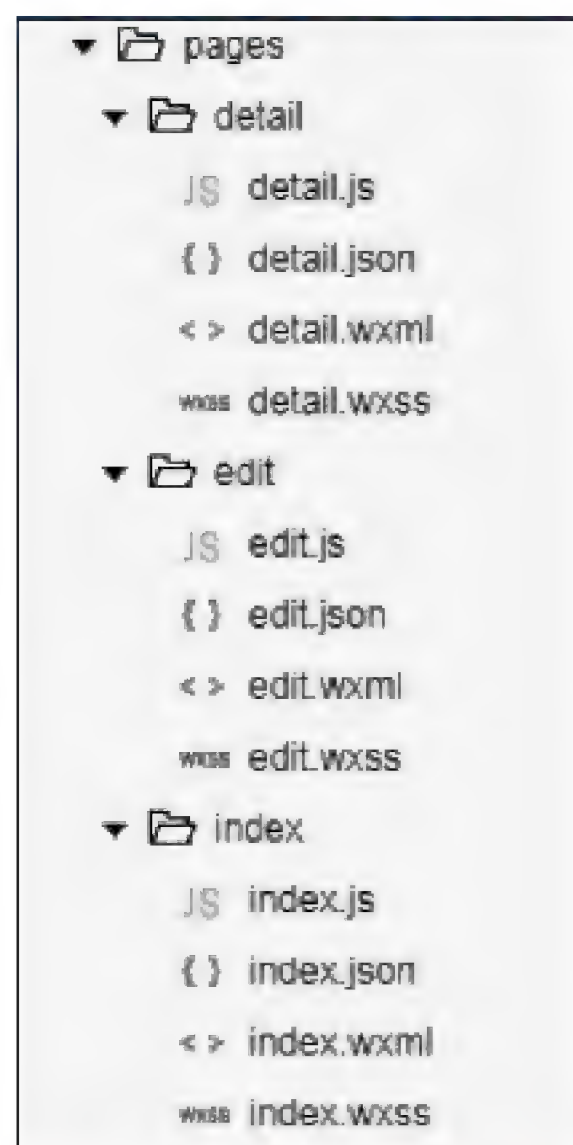 pages
detail
JS detail.js
{ } detail.json
< > detail.wxml
wxss detail.wxss
edit
JS edit.js
{ } edit.json
< > edit.wxml
wxss edit.wxss
index
JS index.js
{ } index.json
< > index.wxml
wxss index.wxss